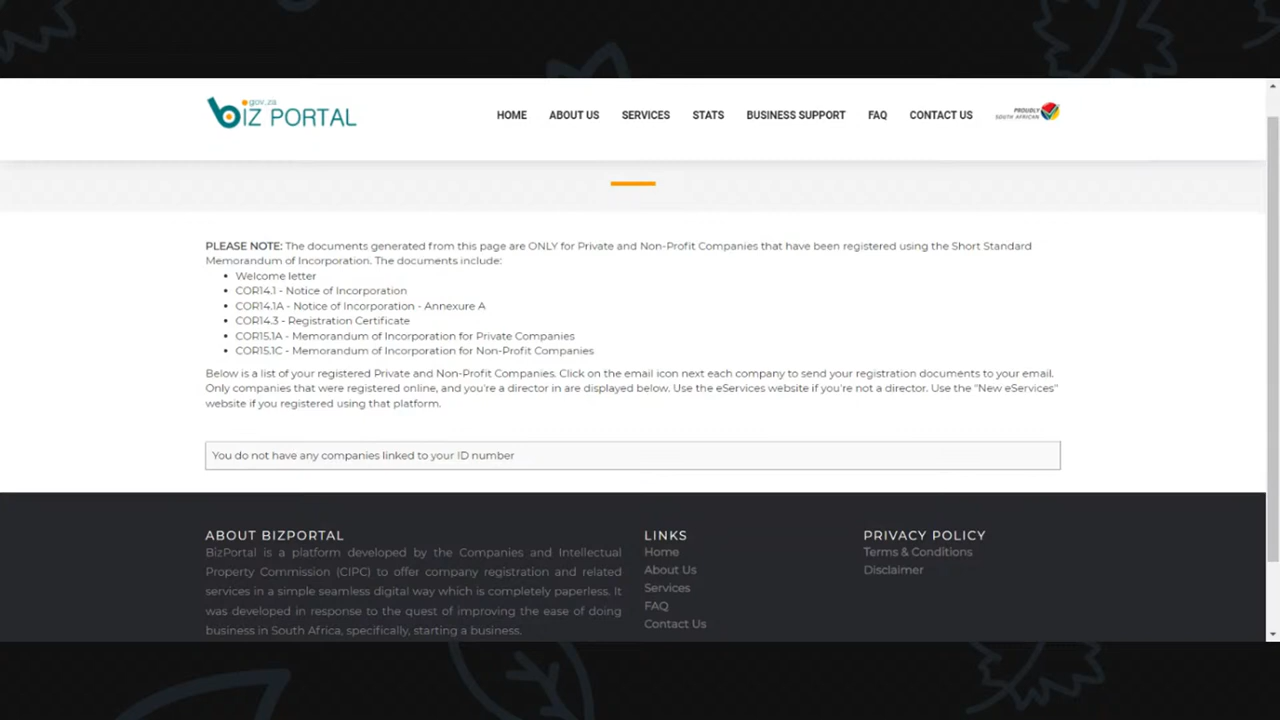 gov.za
biz PORTAL
HOME ABOUT US SERVICES STATS BUSINESS SUPPORT FAQ CONTACT US
PROUDLY
SOUTH AFRICAN
PLEASE NOTE: The documents generated from this page are ONLY for Private and Non-Profit Companies that have been registered using the Short Standard
Memorandum of Incorporation. The documents include:
• Welcome letter
• COR14.1 - Notice of Incorporation
• COR14.1A - Notice of Incorporation - Annexure A
• COR14.3 - Registration Certificate
• COR15.1A - Memorandum of Incorporation for Private Companies
• COR15.1C - Memorandum of Incorporation for Non-Profit Companies
Below is a list of your registered Private and Non-Profit Companies. Click on the email icon next each company to send your registration documents to your email.
Only companies that were registered online, and you're a director in are displayed below. Use the eServices website if you're not a director. Use the "New eServices"
website if you registered using that platform.
You do not have any companies linked to your ID number
ABOUT BIZPORTAL
BizPortal is a platform developed by the Companies and Intellectual
Property Commission (CIPC) to offer company registration and related
services in a simple seamless digital way which is completely paperless. It
was developed in response to the quest of improving the ease of doing
business in South Africa, specifically, starting a business.
LINKS
Home
About Us
Services
FAQ
Contact Us
PRIVACY POLICY
Terms & Conditions
Disclaimer